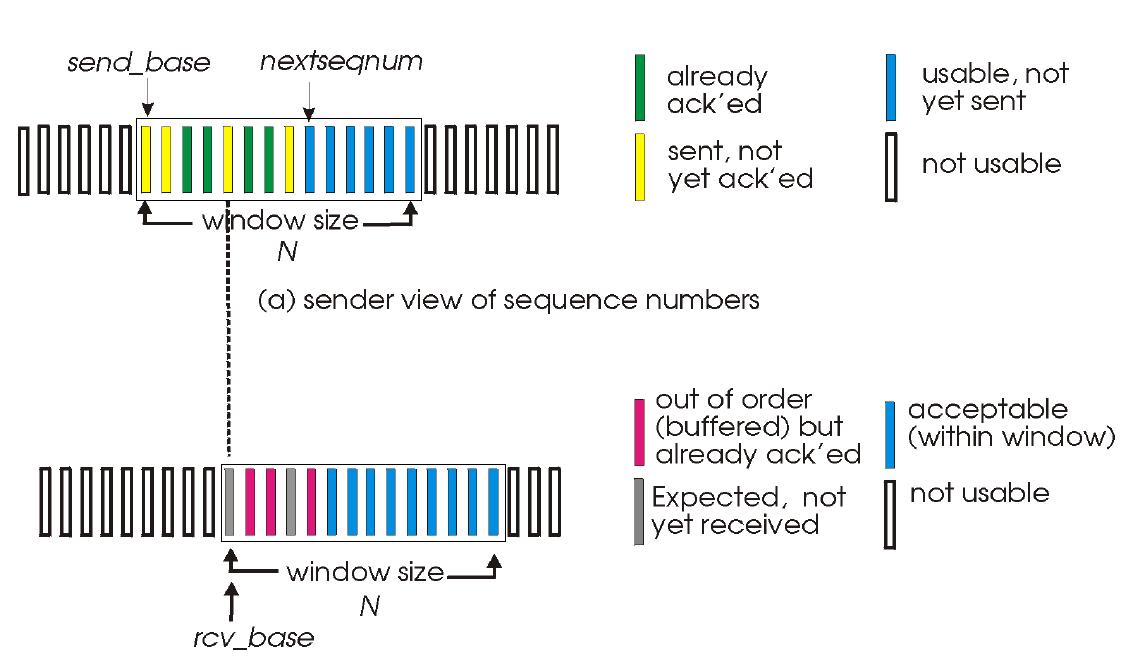 send_base
nextseqnum
already
ack’ed
usable, not
yet sent
sent, not
yet ack‘ed
not usable
window size
N
(a) sender view of sequence numbers
out of order
(buffered) but
already ack’ed
acceptable
(within window)
Expected, not
yet received
not usable
window size
N
rcv_base